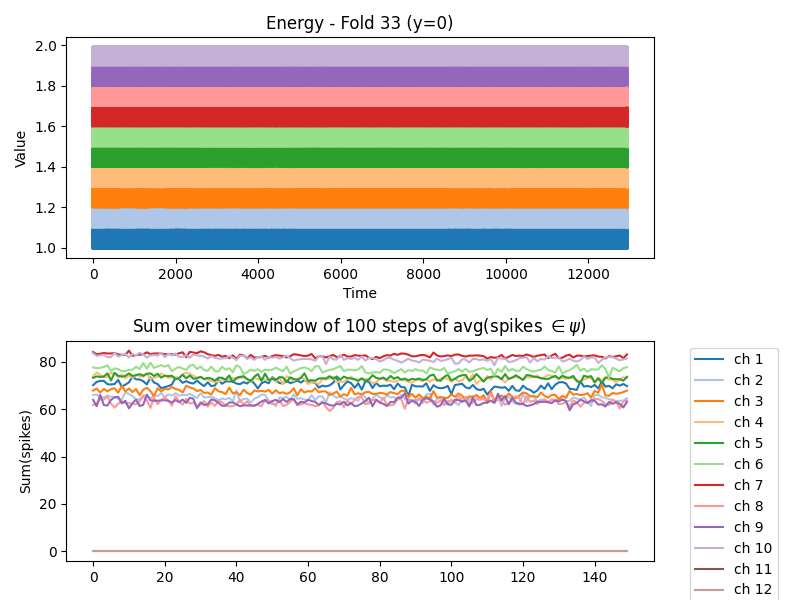 Energy - Fold 33 (y=0)
2.0
1.8
1.6
1.4
1.2
1.0
Value
0 2000 4000 6000 8000 10000 12000
Time
Sum over timewindow of 100 steps of avg(spikes ∈ ψ)
80
60
40
20
0
Sum(spikes)
0 20 40 60 80 100 120 140
ch 1
ch 2
ch 3
ch 4
ch 5
ch 6
ch 7
ch 8
ch 9
ch 10
ch 11
ch 12